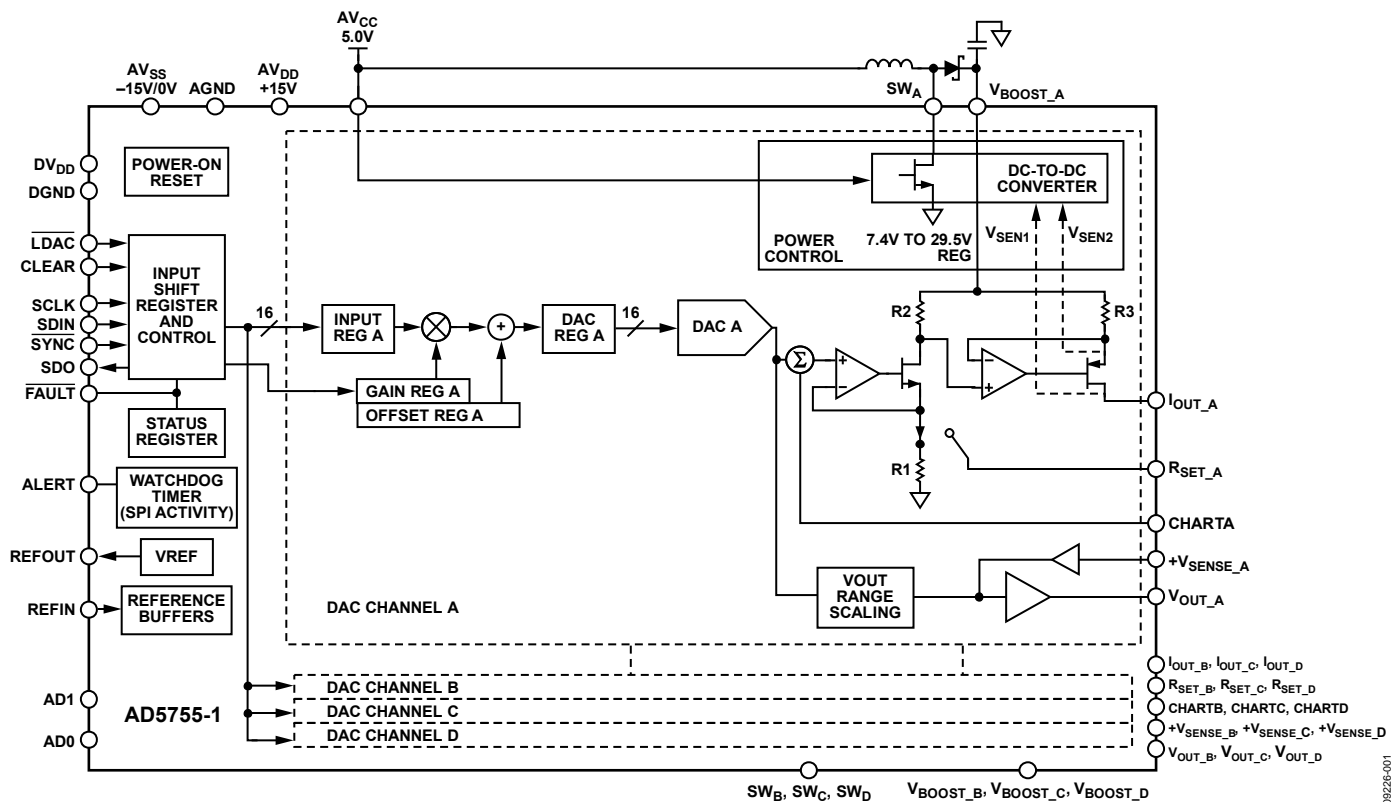 AVCC
5.0V
AVSS
–15V/0V
AGND
AVDD
+15V
SWA
VBOOST_A
DVDD
DGND
POWER-ON
RESET
DC-TO-DC
CONVERTER
POWER
CONTROL
7.4V TO 29.5V
REG
VSEN1
VSEN2
LDAC
CLEAR
SCLK
SDIN
SYNC
SDO
FAULT
INPUT
SHIFT
REGISTER
AND
CONTROL
STATUS
REGISTER
16
INPUT
REG A
+
DAC
REG A
16
DAC A
GAIN REG A
OFFSET REG A
Σ
+
–
R2
R1
–
+
R3
IOUT_A
RSET_A
CHARTA
+VSENSE_A
VOUT_A
VOUT
RANGE
SCALING
ALERT
WATCHDOG
TIMER
(SPI ACTIVITY)
REFOUT
VREF
REFIN
REFERENCE
BUFFERS
DAC CHANNEL A
AD1
AD0
AD5755-1
DAC CHANNEL B
DAC CHANNEL C
DAC CHANNEL D
IOUT_B, IOUT_C, IOUT_D
RSET_B, RSET_C, RSET_D
CHARTB, CHARTC, CHARTD
+VSENSE_B, +VSENSE_C, +VSENSE_D
VOUT_B, VOUT_C, VOUT_D
SWB, SWC, SWD
VBOOST_B, VBOOST_C, VBOOST_D
09226-001